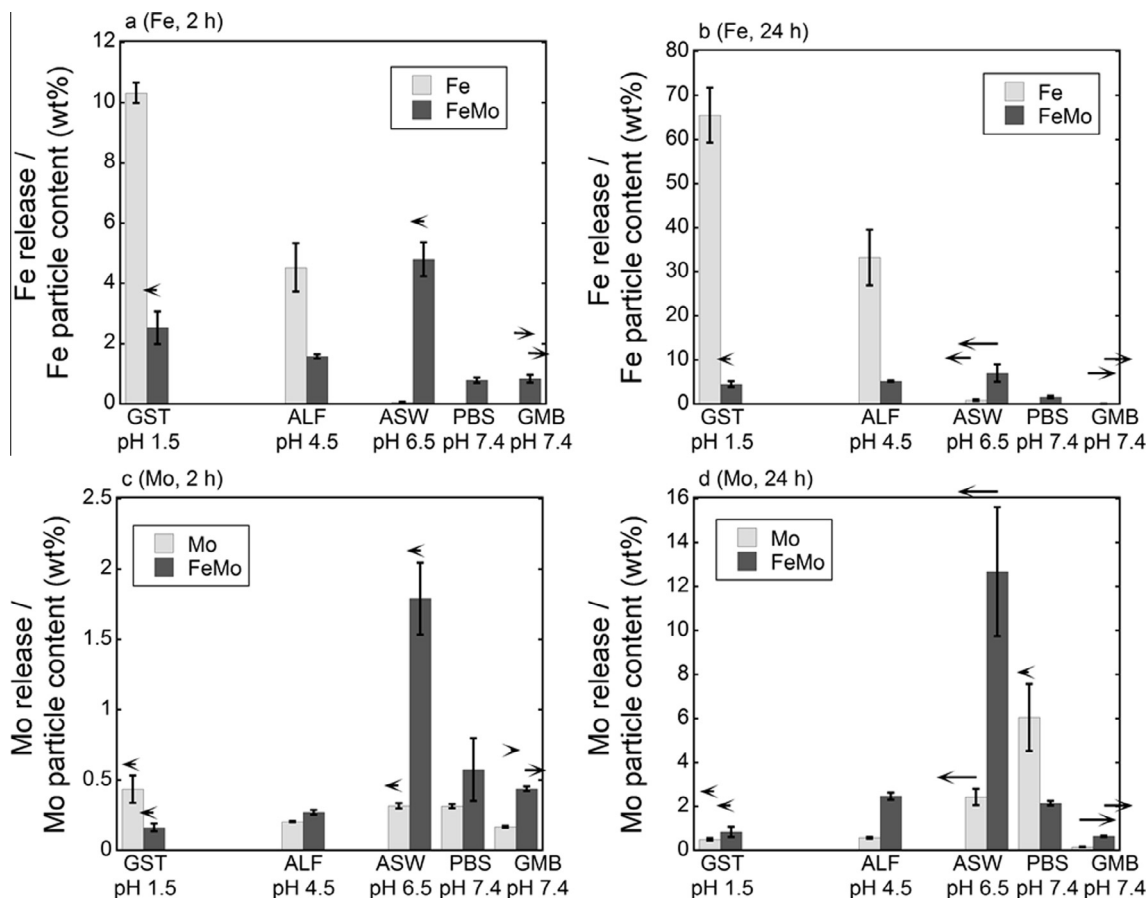 a (Fe, 2 h)
Fe release /
Fe particle content (wt%)
12
10
8
6
4
2
0
Fe
FeMo
GST ALF ASW PBS GMB
pH 1.5 pH 4.5 pH 6.5 pH 7.4 pH 7.4
b (Fe, 24 h)
Fe release /
Fe particle content (wt%)
80
70
60
50
40
30
20
10
0
Fe
FeMo
GST ALF ASW PBS GMB
pH 1.5 pH 4.5 pH 6.5 pH 7.4 pH 7.4
c (Mo, 2 h)
Mo release /
Mo particle content (wt%)
2.5
2
1.5
1
0.5
0
Mo
FeMo
GST ALF ASW PBS GMB
pH 1.5 pH 4.5 pH 6.5 pH 7.4 pH 7.4
d (Mo, 24 h)
Mo release /
Mo particle content (wt%)
16
14
12
10
8
6
4
2
0
Mo
FeMo
GST ALF ASW PBS GMB
pH 1.5 pH 4.5 pH 6.5 pH 7.4 pH 7.4